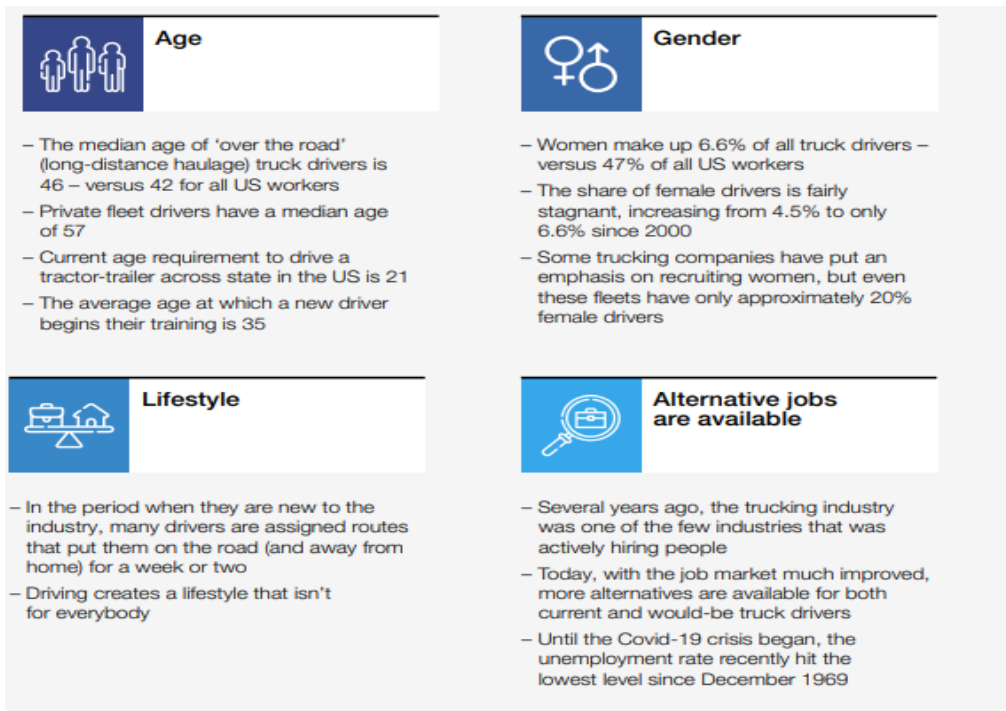 Age
– The median age of ‘over the road’
(long-distance haulage) truck drivers is
46 – versus 42 for all US workers
– Private fleet drivers have a median age
of 57
– Current age requirement to drive a
tractor-trailer across state in the US is 21
– The average age at which a new driver
begins their training is 35
Gender
– Women make up 6.6% of all truck drivers –
versus 47% of all US workers
– The share of female drivers is fairly
stagnant, increasing from 4.5% to only
6.6% since 2000
– Some trucking companies have put an
emphasis on recruiting women, but even
these fleets have only approximately 20%
female drivers
Lifestyle
– In the period when they are new to the
industry, many drivers are assigned routes
that put them on the road (and away from
home) for a week or two
– Driving creates a lifestyle that isn’t
for everybody
Alternative jobs
are available
– Several years ago, the trucking industry
was one of the few industries that was
actively hiring people
– Today, with the job market much improved,
more alternatives are available for both
current and would-be truck drivers
– Until the Covid-19 crisis began, the
unemployment rate recently hit the
lowest level since December 1969